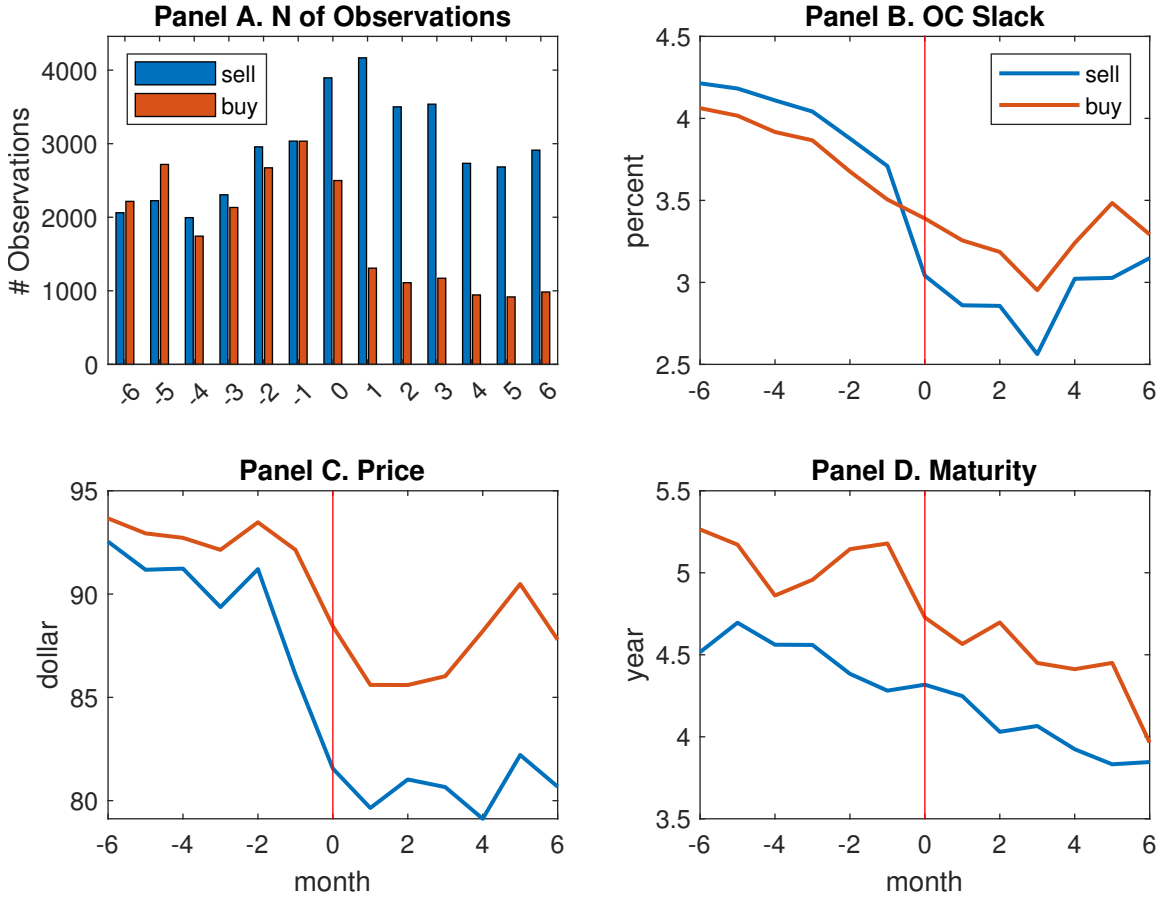 Panel A. N of Observations
# Observations
4000
3000
2000
1000
0
sell
buy
-6 -5 -4 -3 -2 -1 0 1 2 3 4 5 6
Panel B. OC Slack
percent
4.5
4
3.5
3
2.5
sell
buy
-6 -4 -2 0 2 4 6
Panel C. Price
dollar
95
90
85
80
-6 -4 -2 0 2 4 6
month
Panel D. Maturity
year
5.5
5
4.5
4
3.5
-6 -4 -2 0 2 4 6
month